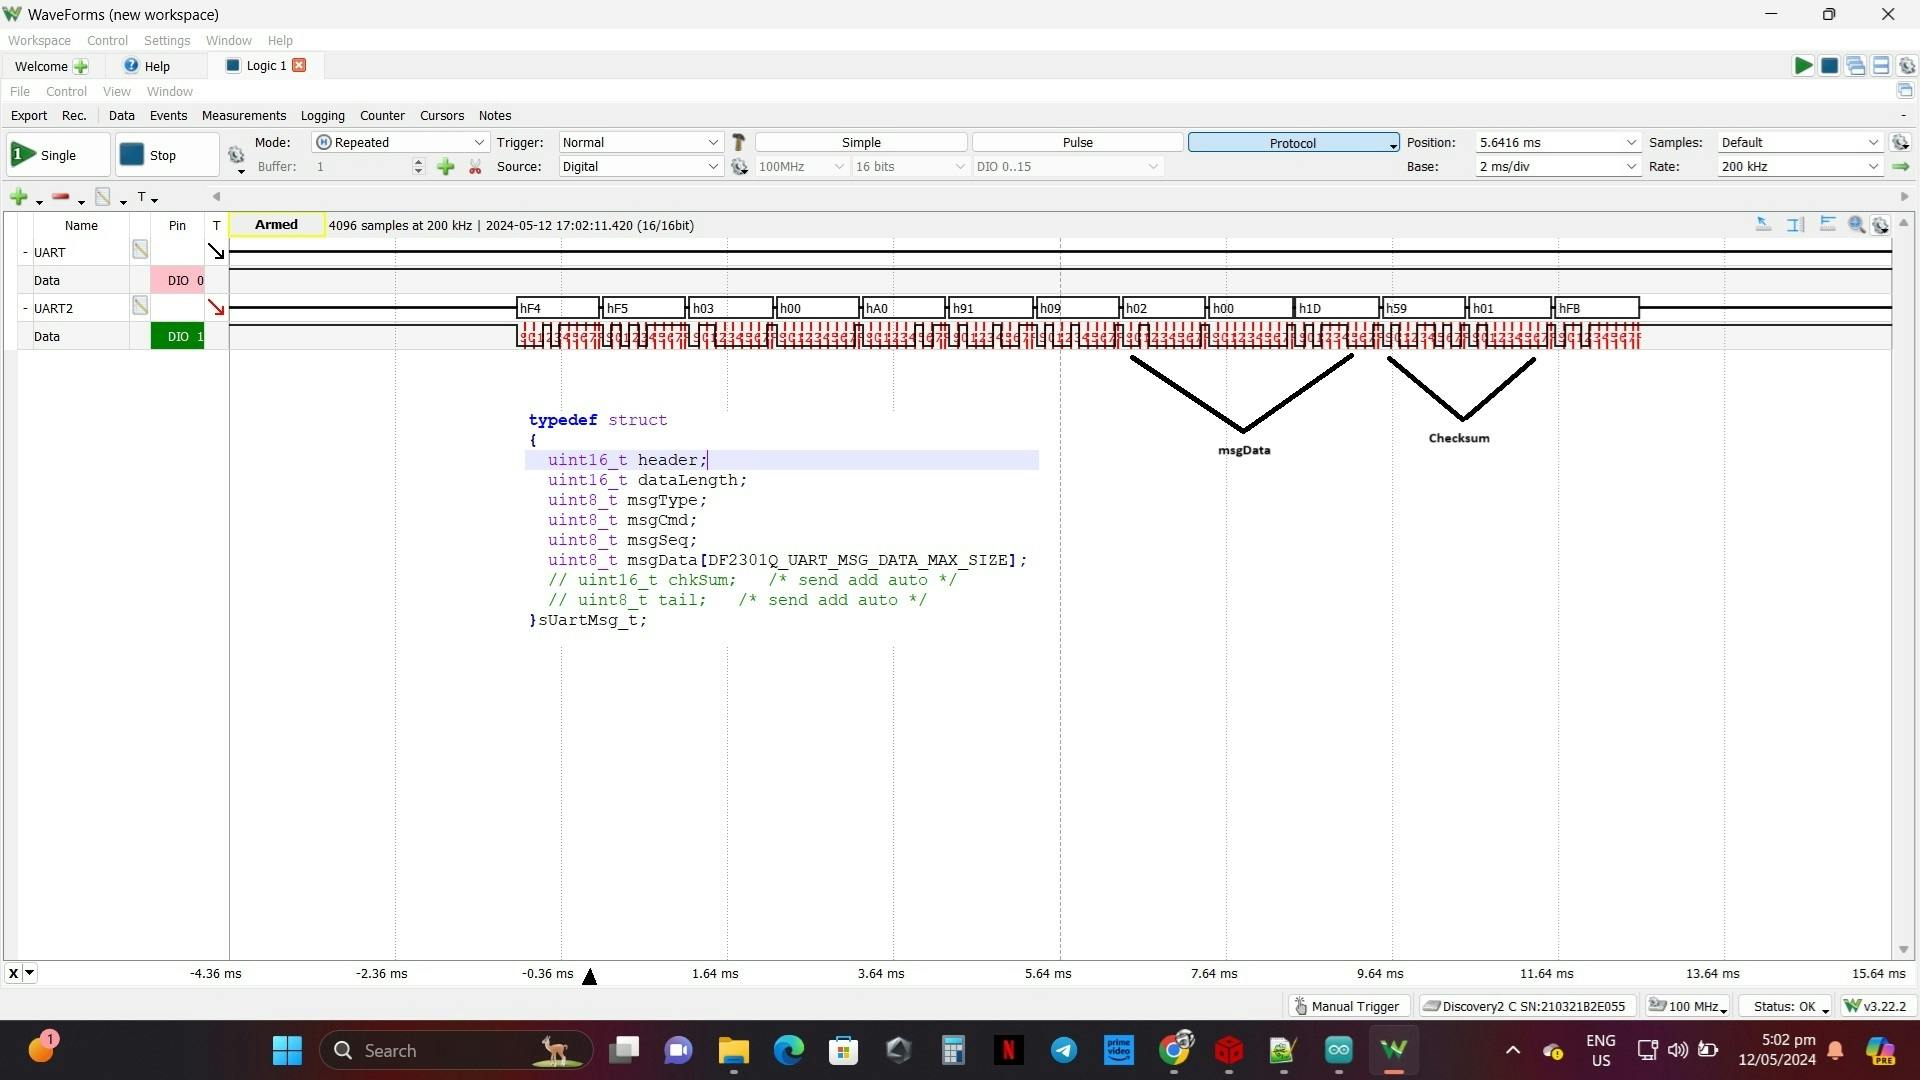 WaveForms (new workspace)
Workspace Control Settings Window Help
Welcome Help Logic 1
File Control View Window
Export Rec. Data Events Measurements Logging Counter Cursors Notes
Single Stop Mode: Repeated Trigger: Normal Simple Pulse Protocol Position: 5.6416 ms Samples: Default
Buffer: 1 Source: Digital 100MHz 16 bits DIO 0..15 Base: 2 ms/div Rate: 200 kHz
T
Name Pin T Armed 4096 samples at 200 kHz | 2024-05-12 17:02:11.420 (16/16bit)
- UART
Data DIO 0
- UART2 hF4 hF5 h03 h00 hA0 h91 h09 h02 h00 h1D h59 h01 hFB
Data DIO 1
typedef struct
{
uint16_t header;
uint16_t dataLength;
uint8_t msgType;
uint8_t msgCmd;
uint8_t msgSeq;
uint8_t msgData[DF2301Q_UART_MSG_DATA_MAX_SIZE];
// uint16_t chkSum; /* send add auto */
// uint8_t tail; /* send add auto */
}sUartMsg_t;
msgData
Checksum
X -4.36 ms -2.36 ms -0.36 ms 1.64 ms 3.64 ms 5.64 ms 7.64 ms 9.64 ms 11.64 ms 13.64 ms 15.64 ms
Manual Trigger Discovery2 C SN:210321B2E055 100 MHz Status: OK v3.22.2
1 Search prime video ENG US 5:02 pm 12/05/2024 PRE